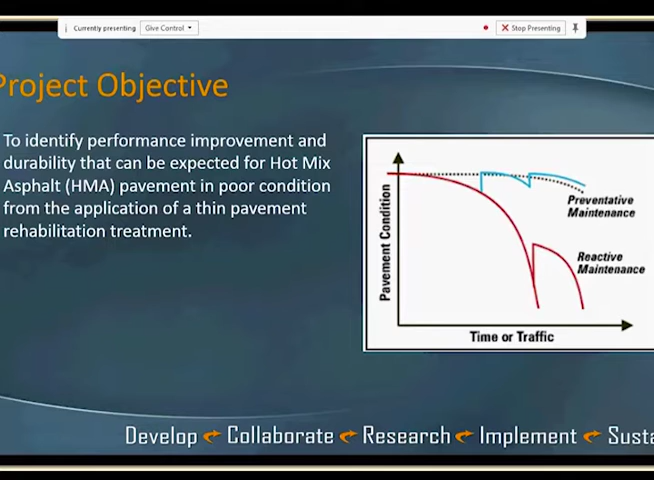 Currently presenting
Give Control
Stop Presenting
Project Objective
To identify performance improvement and
durability that can be expected for Hot Mix
Asphalt (HMA) pavement in poor condition
from the application of a thin pavement
rehabilitation treatment.
Pavement Condition
Preventative
Maintenance
Reactive
Maintenance
Time or Traffic
Develop Collaborate Research Implement